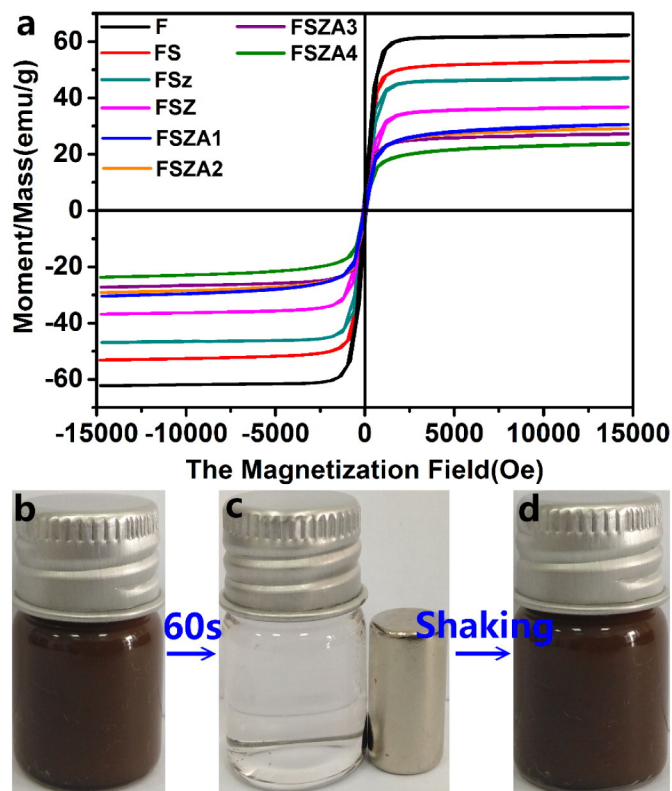 a
F
FS
FSz
FSZ
FSZA1
FSZA2
FSZA3
FSZA4
Moment/Mass(emu/g)
60
40
20
0
-20
-40
-60
-15000 -10000 -5000 0 5000 10000 15000
The Magnetization Field(Oe)
b
60s
c
Shaking
d